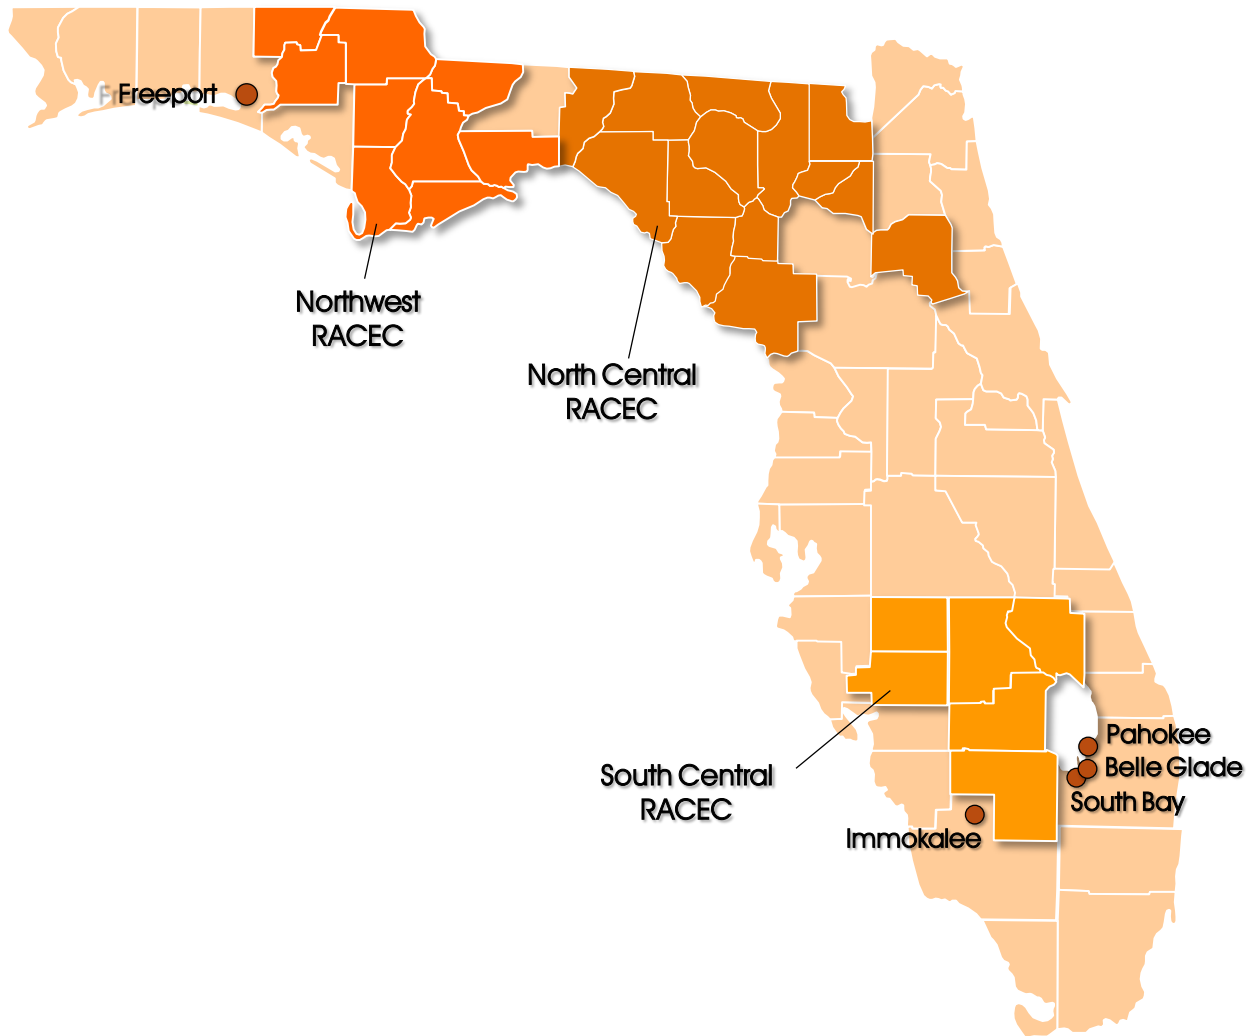 Freeport
Northwest
RACEC
North Central
RACEC
South Central
RACEC
Pahokee
Belle Glade
South Bay
Immokalee